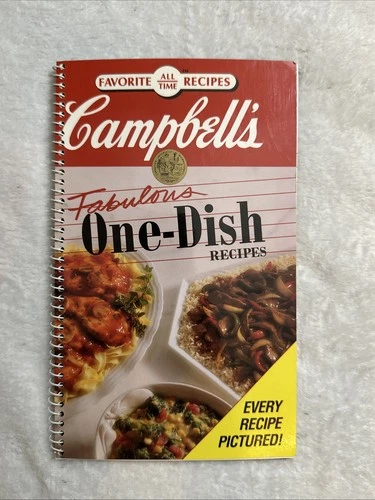 FAVORITE ALL TIME RECIPES
Campbell's
Fabulous
One-Dish
RECIPES
EVERY
RECIPE
PICTURED!